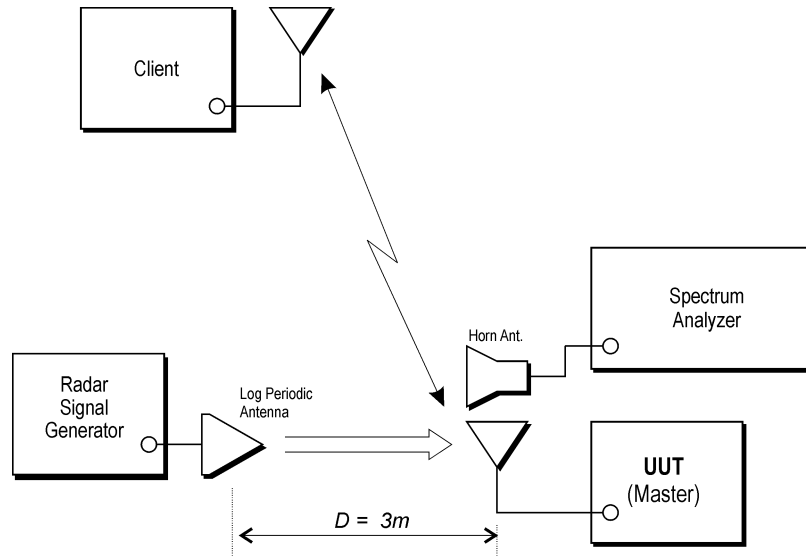 Client
Spectrum
Analyzer
Horn Ant.
Radar
Signal
Generator
Log Periodic
Antenna
UUT
(Master)
D = 3m